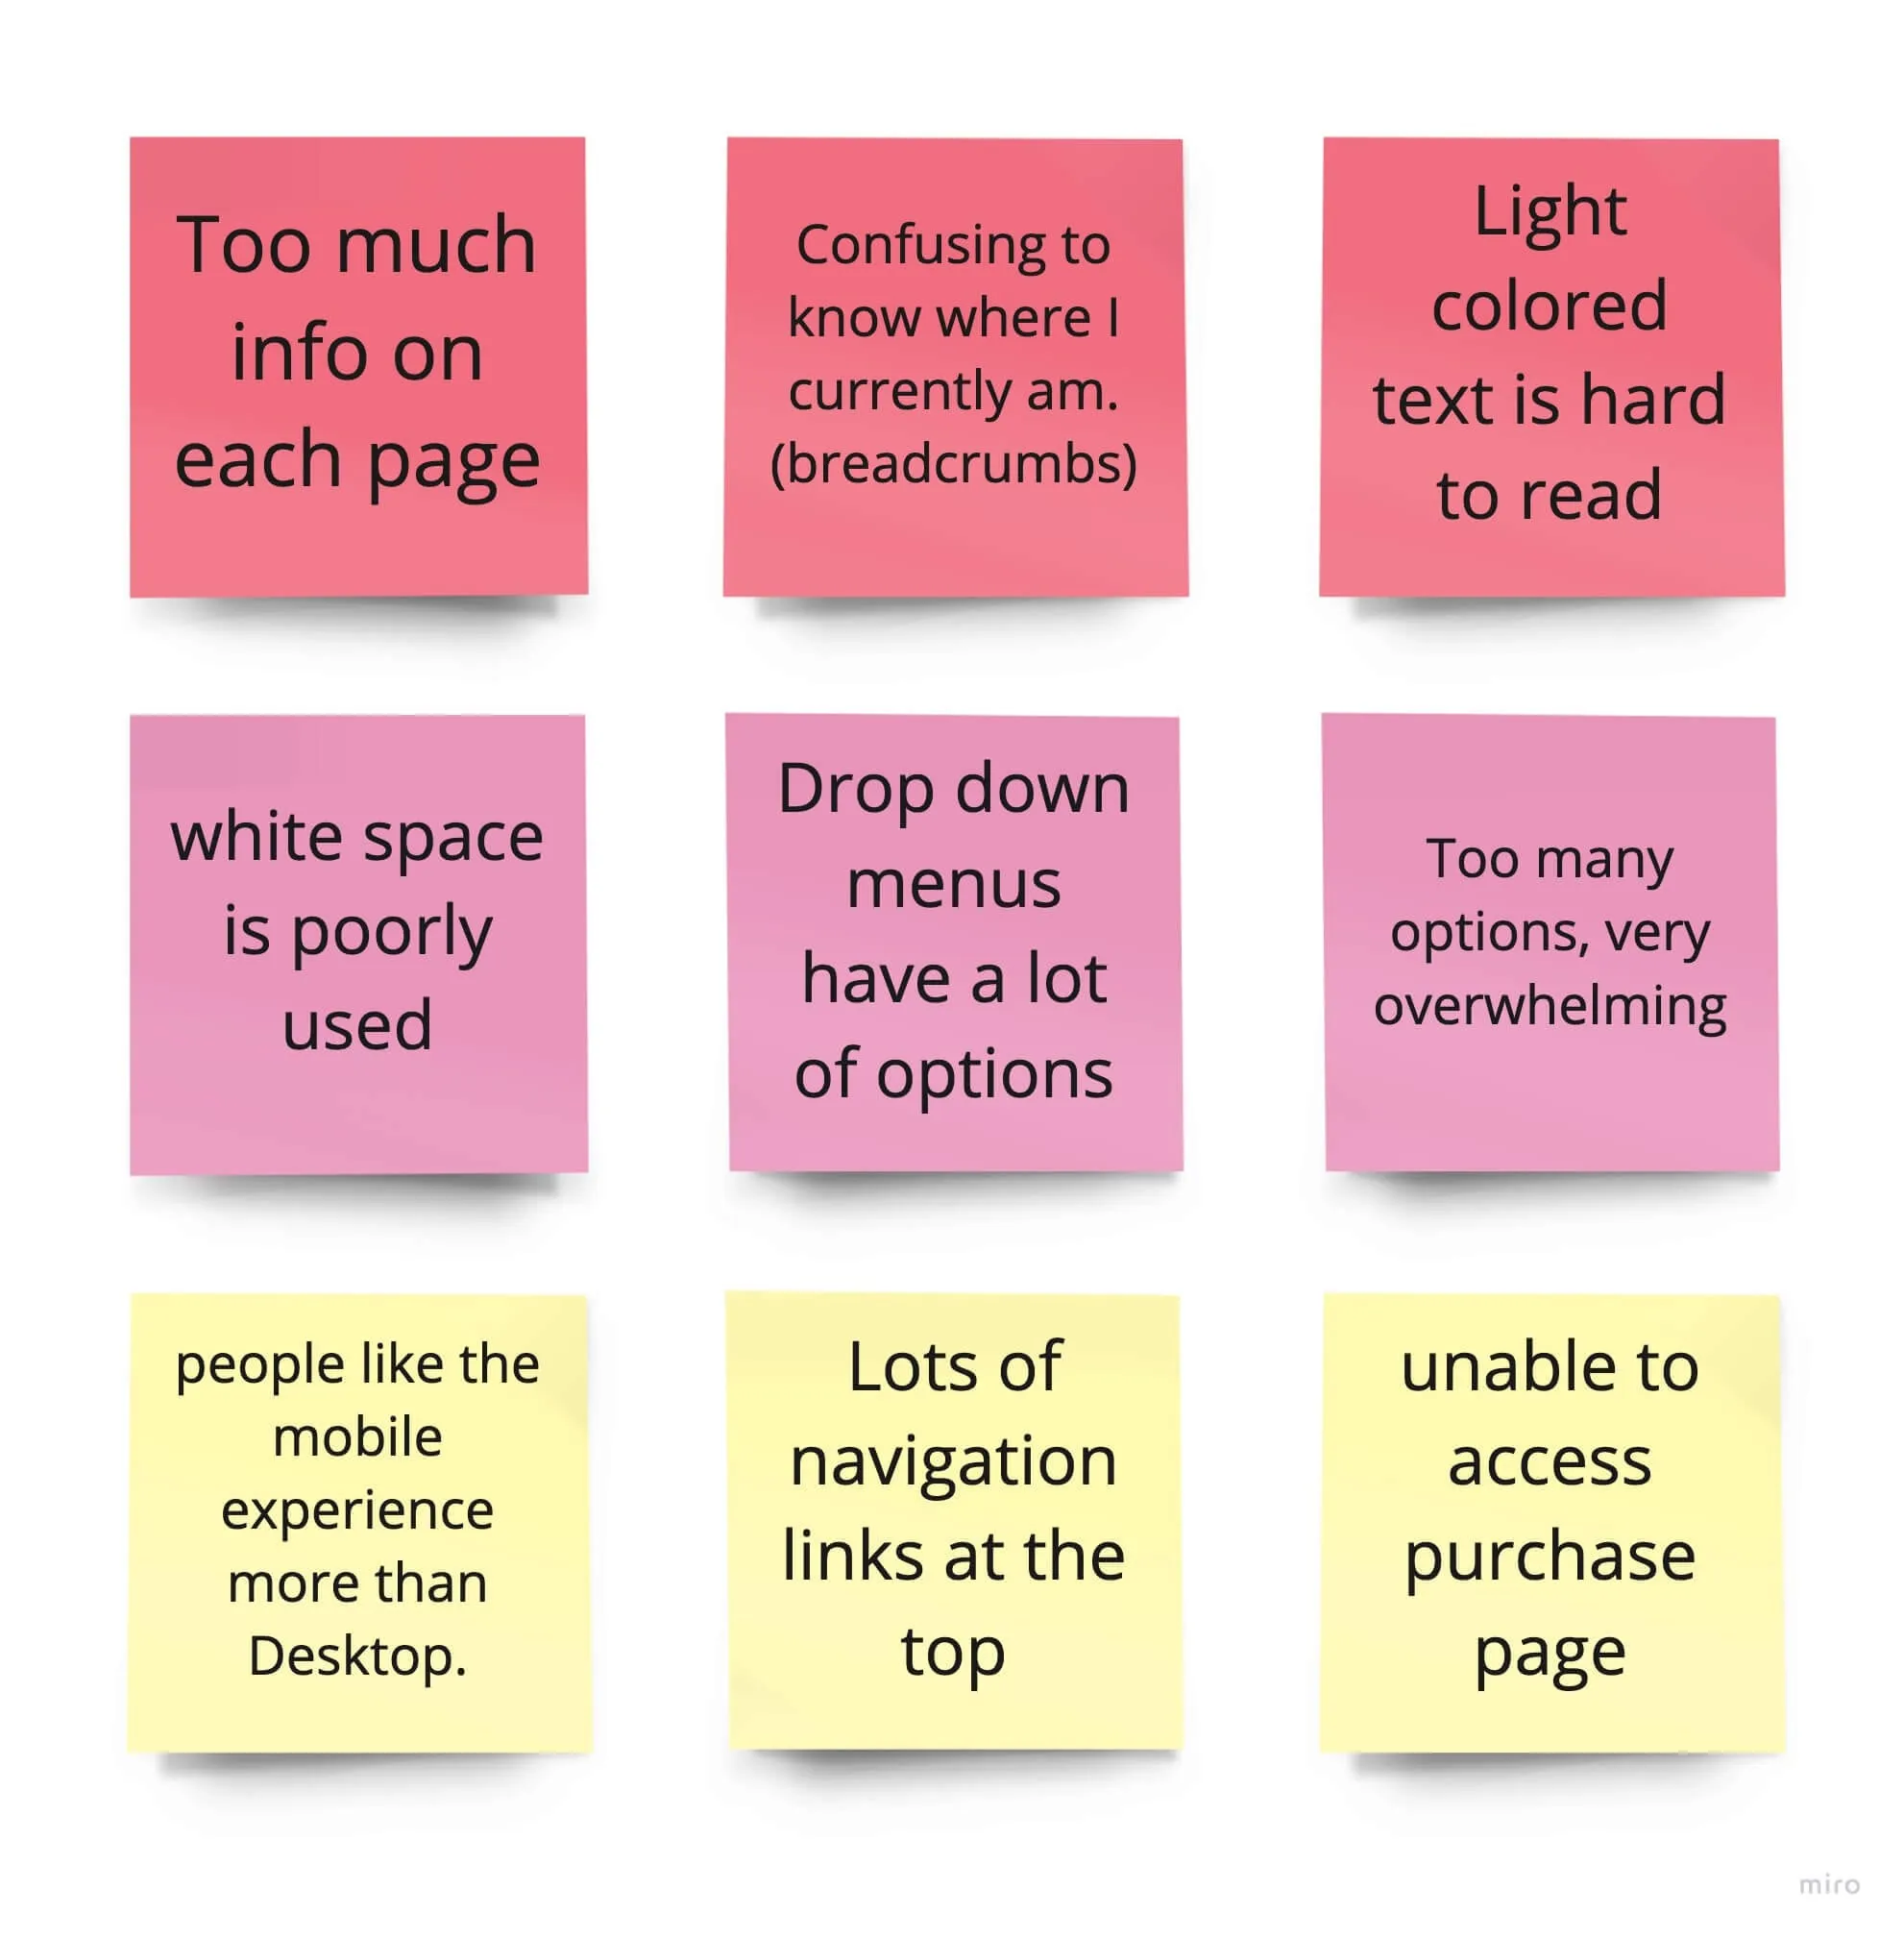 Too much
info on
each page
Confusing to
know where I
currently am.
(breadcrumbs)
Light
colored
text is hard
to read
white space
is poorly
used
Drop down
menus
have a lot
of options
Too many
options, very
overwhelming
people like the
mobile
experience
more than
Desktop.
Lots of
navigation
links at the
top
unable to
access
purchase
page
miro